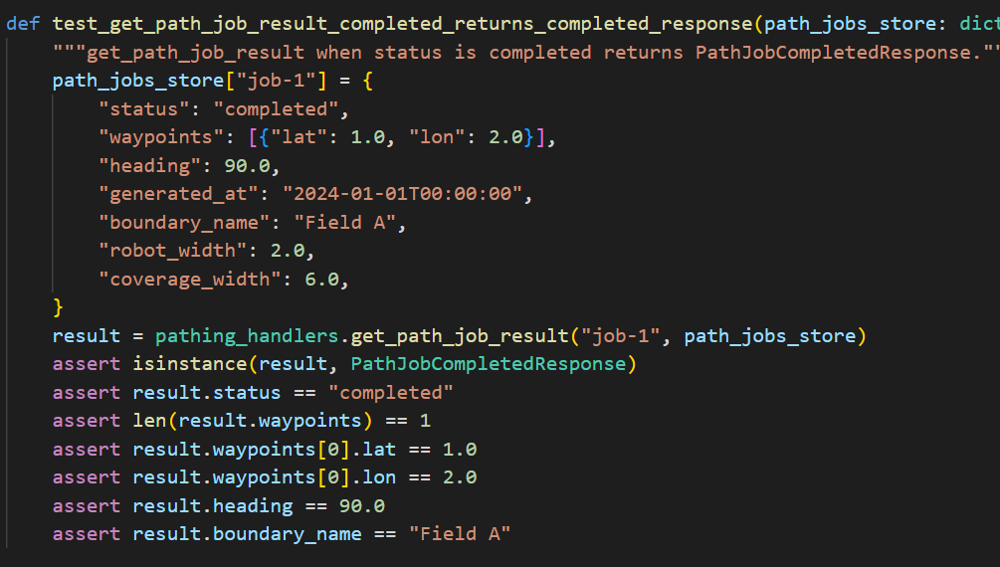 def test_get_path_job_result_completed_returns_completed_response(path_jobs_store: dict
    """get_path_job_result when status is completed returns PathJobCompletedResponse.""
    path_jobs_store["job-1"] = {
        "status": "completed",
        "waypoints": [{"lat": 1.0, "lon": 2.0}],
        "heading": 90.0,
        "generated_at": "2024-01-01T00:00:00",
        "boundary_name": "Field A",
        "robot_width": 2.0,
        "coverage_width": 6.0,
    }
    result = pathing_handlers.get_path_job_result("job-1", path_jobs_store)
    assert isinstance(result, PathJobCompletedResponse)
    assert result.status == "completed"
    assert len(result.waypoints) == 1
    assert result.waypoints[0].lat == 1.0
    assert result.waypoints[0].lon == 2.0
    assert result.heading == 90.0
    assert result.boundary_name == "Field A"